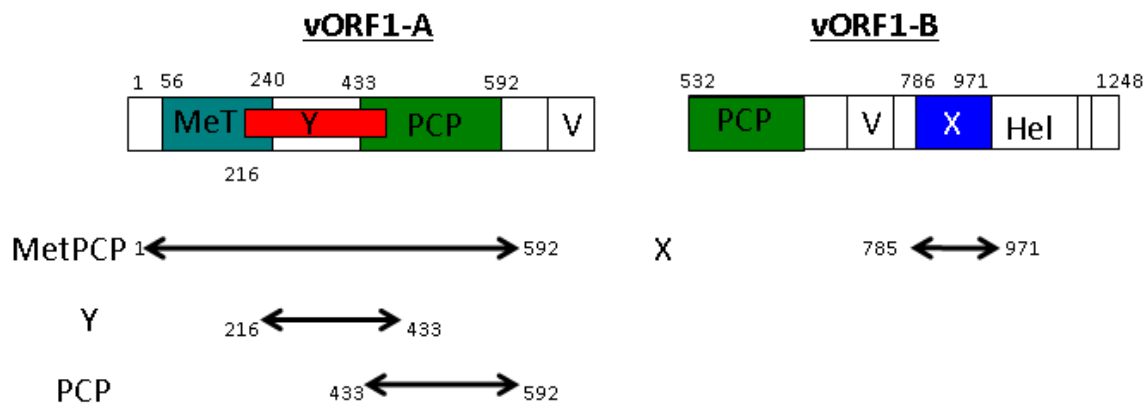 vORF1-A
vORF1-B
1 56 240 433 592
532 786 971 1248
MeT Y PCP V
PCP V X Hel
216
MetPCP 1 592
X 785 971
Y 216 433
PCP 433 592